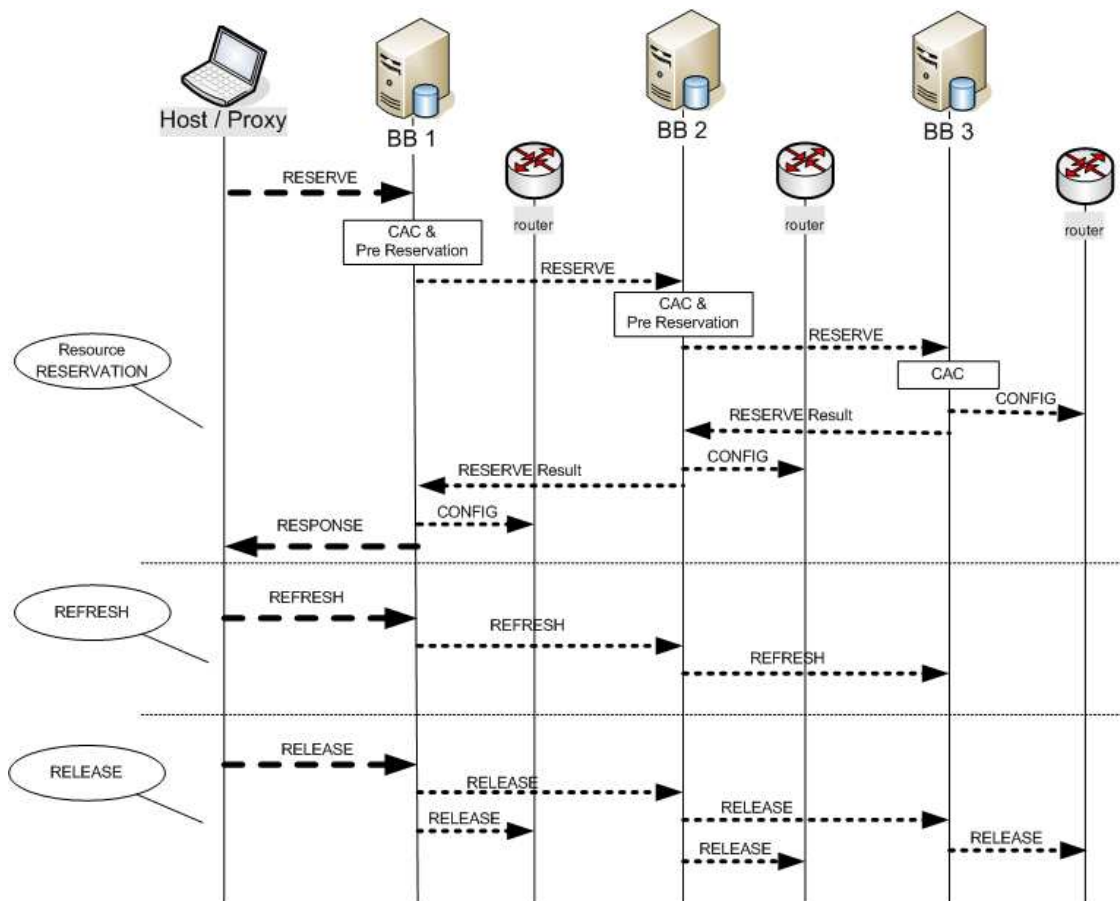 Host / Proxy
BB 1
BB 2
BB 3
router
router
router
RESERVE
CAC &
Pre Reservation
RESERVE
CAC &
Pre Reservation
RESERVE
Resource
RESERVATION
CAC
CONFIG
RESERVE Result
CONFIG
RESERVE Result
CONFIG
RESPONSE
REFRESH
REFRESH
REFRESH
REFRESH
RELEASE
RELEASE
RELEASE
RELEASE
RELEASE
RELEASE
RELEASE